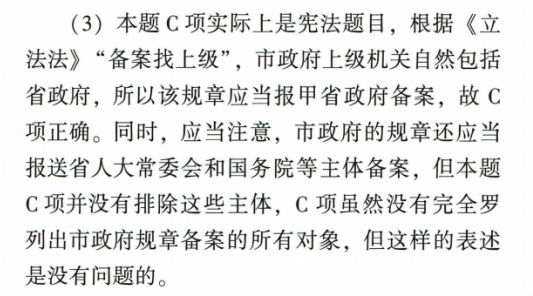 （3）本题 C 项实际上是宪法题目，根据《立
法法》“备案找上级”，市政府上级机关自然包括
省政府，所以该规章应当报甲省政府备案，故 C
项正确。同时，应当注意，市政府的规章还应当
报送省人大常委会和国务院等主体备案，但本题
C 项并没有排除这些主体，C 项虽然没有完全罗
列出市政府规章备案的所有对象，但这样的表述
是没有问题的。